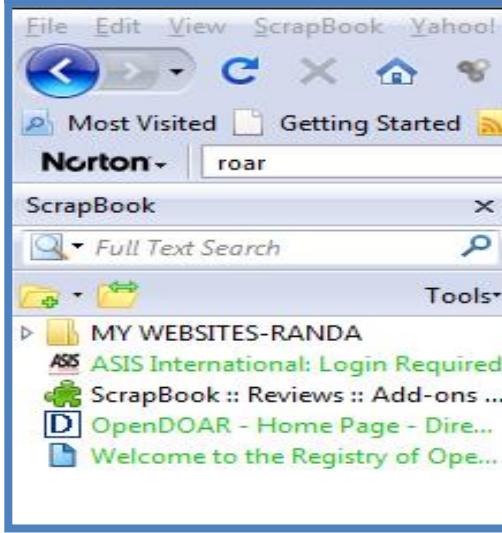 File Edit View ScrapBook Yahoo!
Most Visited Getting Started
Norton roar
ScrapBook
Full Text Search
Tools
MY WEBSITES-RANDA
ASIS ASIS International: Login Required
ScrapBook :: Reviews :: Add-ons ...
D OpenDOAR - Home Page - Dire...
Welcome to the Registry of Ope...